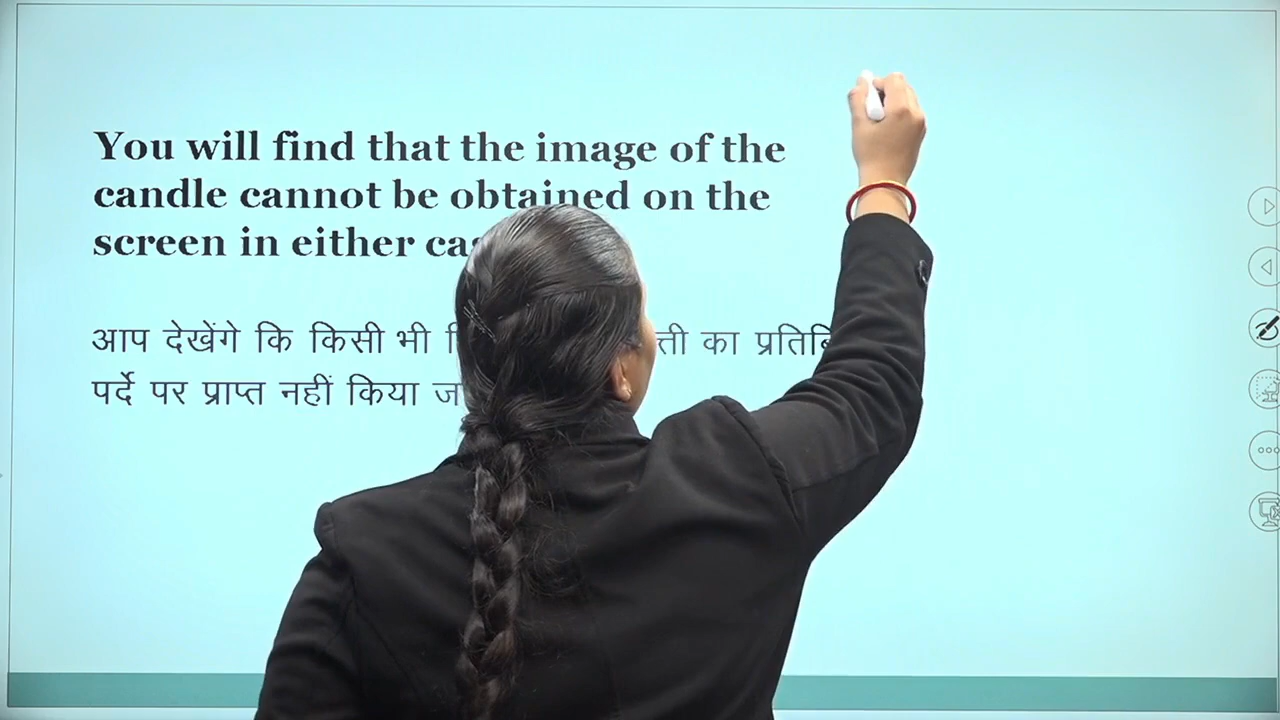 You will find that the image of the
candle cannot be obtained on the
screen in either
आप देखेंगे कि किसी भी का
पर्दे पर प्राप्त नहीं किया